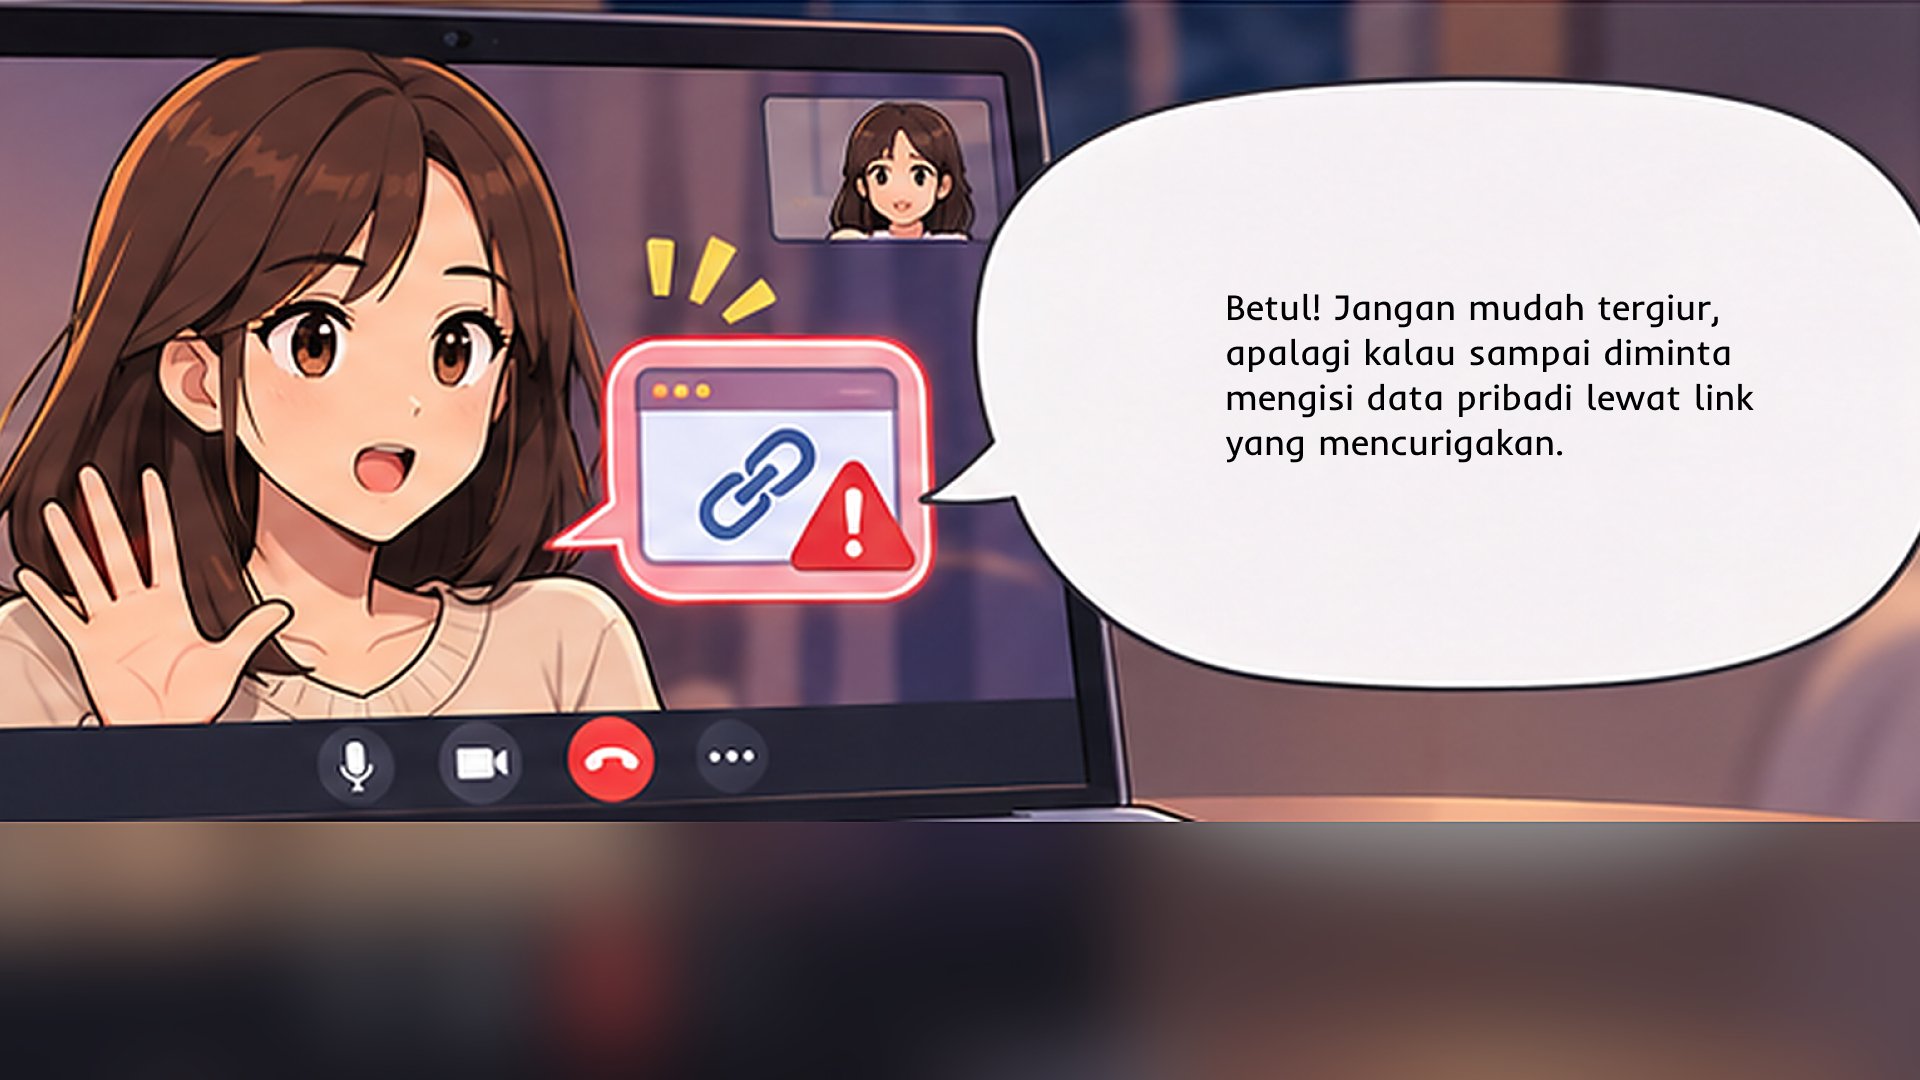 Betul! Jangan mudah tergiur,
apalagi kalau sampai diminta
mengisi data pribadi lewat link
yang mencurigakan.